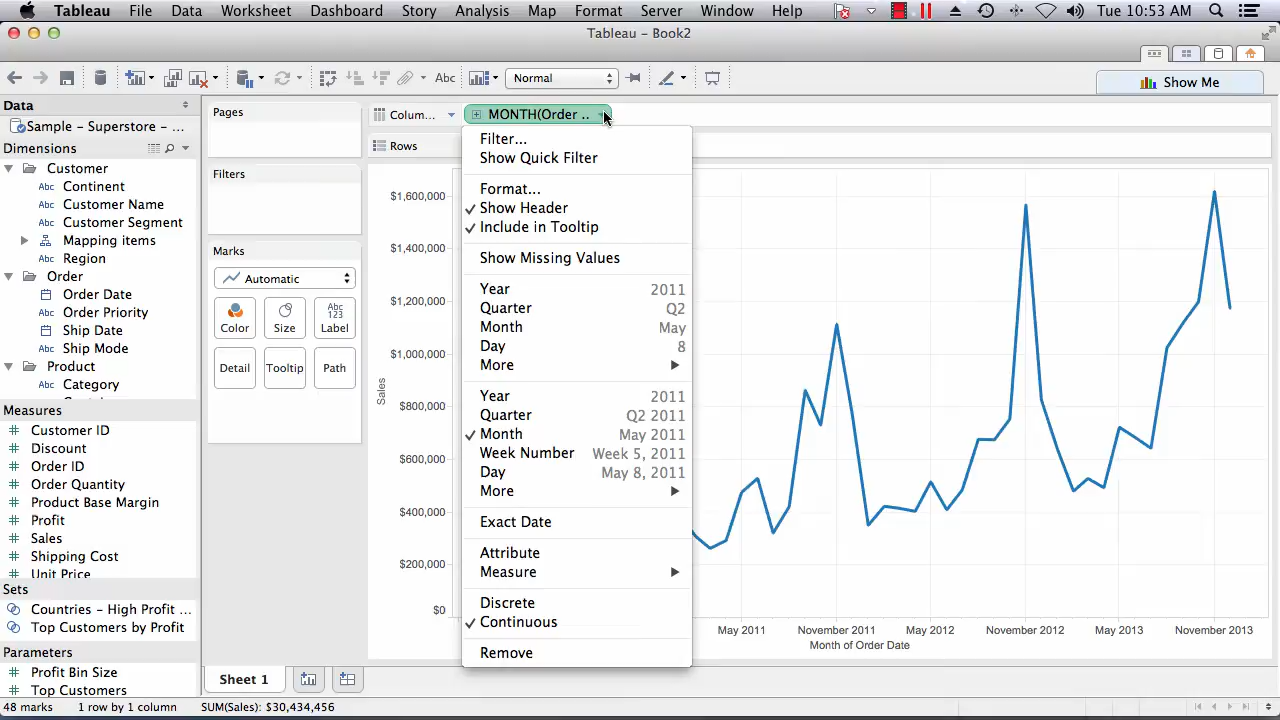 Tableau File Data Worksheet Dashboard Story Analysis Map Format Server Window Help Tue 10:53 AM
Tableau - Book2
Abc Normal Show Me
Data
Sample - Superstore - ...
Dimensions
Customer
Abc Continent
Abc Customer Name
Abc Customer Segment
Mapping items
Abc Region
Order
Order Date
Abc Order Priority
Ship Date
Abc Ship Mode
Product
Abc Category
Measures
# Customer ID
# Discount
# Order ID
# Order Quantity
# Product Base Margin
# Profit
# Sales
# Shipping Cost
# Unit Price
Sets
Countries - High Profit ...
Top Customers by Profit
Parameters
# Profit Bin Size
# Top Customers
Pages
Filters
Marks
Automatic
Color Size Abc 123 Label
Detail Tooltip Path
Colum... MONTH(Order ..
Rows
Filter...
Show Quick Filter
Format...
Show Header
Include in Tooltip
Show Missing Values
Year 2011
Quarter Q2
Month May
Day 8
More
Year 2011
Quarter Q2 2011
Month May 2011
Week Number Week 5, 2011
Day May 8, 2011
More
Exact Date
Attribute
Measure
Discrete
Continuous
Remove
$1,600,000
$1,400,000
$1,200,000
$1,000,000
$800,000
$600,000
$400,000
$200,000
$0
Sales
May 2011 November 2011 May 2012 November 2012 May 2013 November 2013
Month of Order Date
Sheet 1
48 marks 1 row by 1 column SUM(Sales): $30,434,456